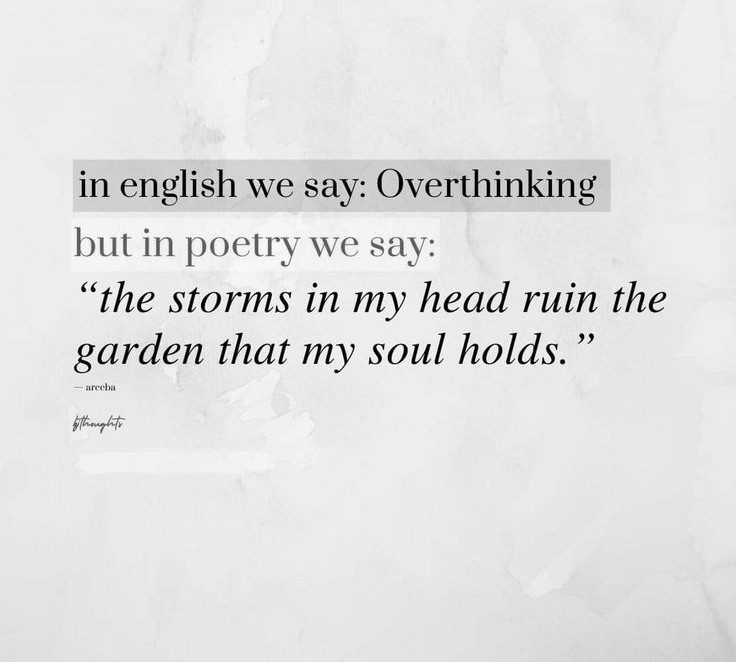 in english we say: Overthinking
but in poetry we say:
“the storms in my head ruin the
garden that my soul holds.”
— areeba
bjthoughts